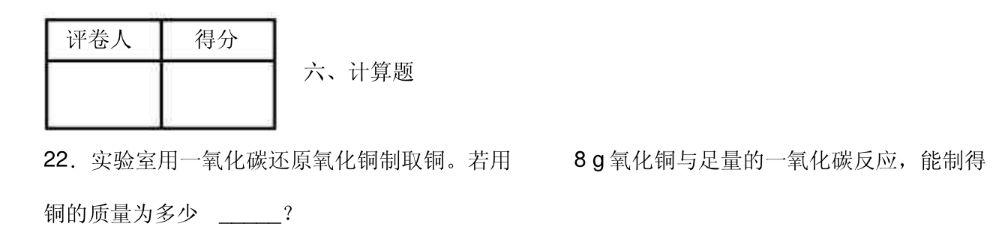 评卷人 得分
六、计算题
22．实验室用一氧化碳还原氧化铜制取铜。若用 8 g 氧化铜与足量的一氧化碳反应，能制得
铜的质量为多少 _____？